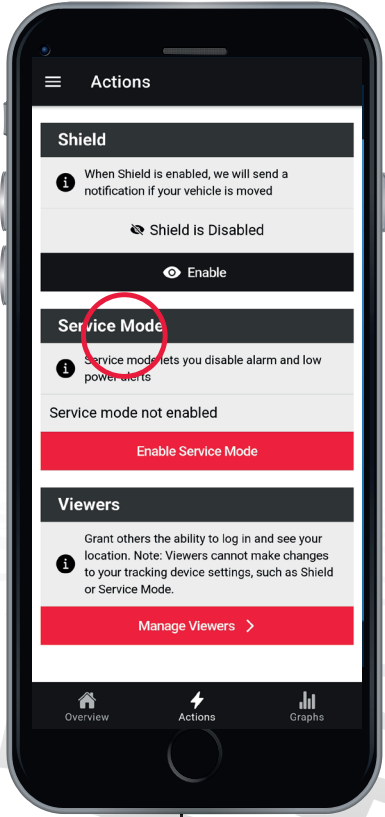 Actions
Shield
When Shield is enabled, we will send a
notification if your vehicle is moved
Shield is Disabled
Enable
Service Mode
Service mode lets you disable alarm and low
power alerts
Service mode not enabled
Enable Service Mode
Viewers
Grant others the ability to log in and see your
location. Note: Viewers cannot make changes
to your tracking device settings, such as Shield
or Service Mode.
Manage Viewers
Overview
Actions
Graphs